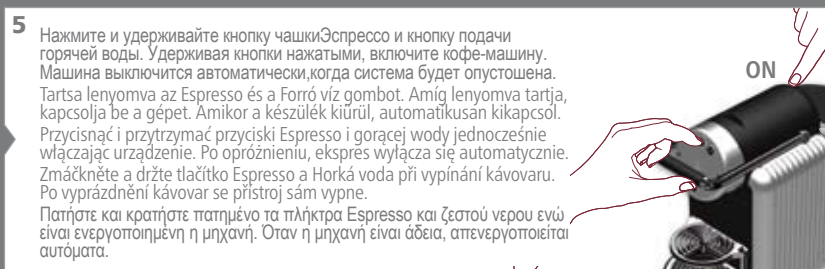 5
Нажмите и удерживайте кнопку чашкиЭспрессо и кнопку подачи
горячей воды. Удерживая кнопки нажатыми, включите кофе-машину.
Машина выключится автоматически,когда система будет опустошена.
Tartsa lenyomva az Espresso és a Forró víz gombot. Amíg lenyomva tartja,
kapcsolja be a gépet. Amikor a készülék kiürül, automatikusan kikapcsol.
Przycisnąć i przytrzymać przyciski Espresso i gorącej wody jednocześnie
włączając urządzenie. Po opróżnieniu, ekspres wyłącza się automatycznie.
Zmáčkněte a držte tlačítko Espresso a Horká voda při vypínání kávovaru.
Po vyprázdnění kávovar se přístroj sám vypne.
Πατήστε και κρατήστε πατημένο τα πλήκτρα Espresso και ζεστού νερου ενώ
είναι ενεργοποιημένη η μηχανή. Όταν η μηχανή είναι άδεια, απενεργοποιείται
αυτόματα.
ON